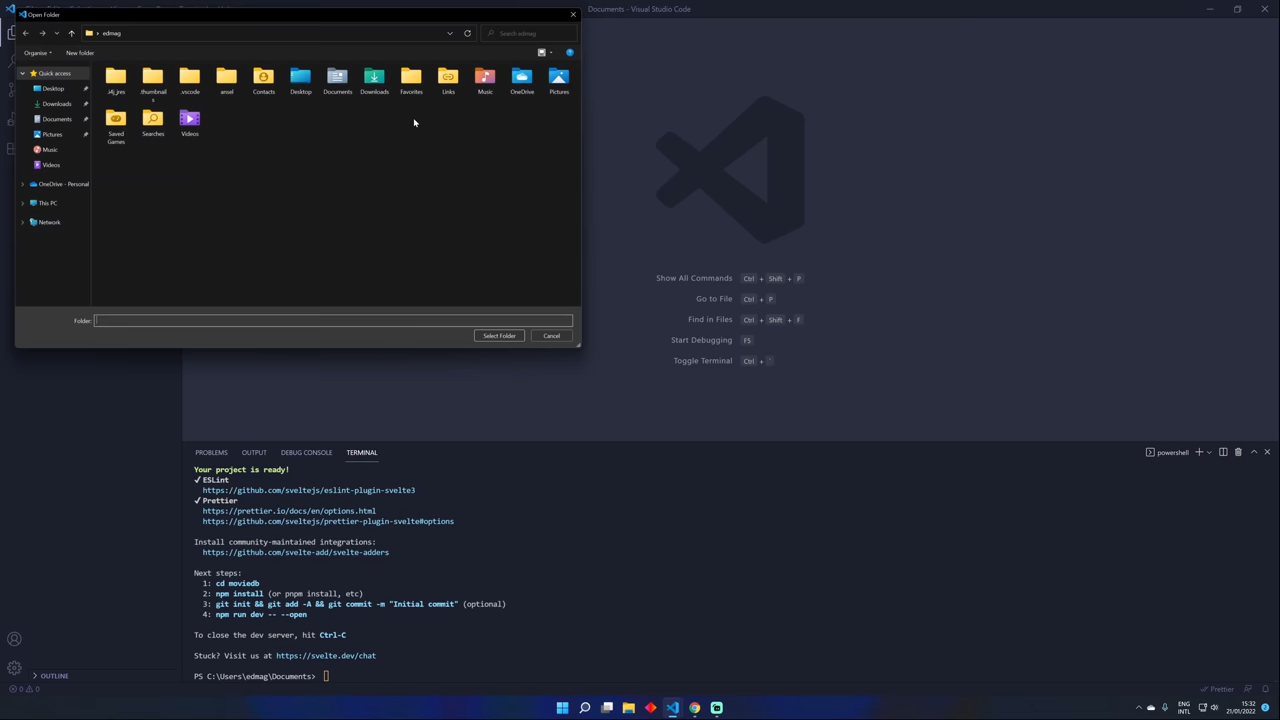 Open Folder
Documents - Visual Studio Code
edmag
Search edmag
Organise
New folder
Quick access
Desktop
Downloads
Documents
Pictures
Music
Videos
OneDrive - Personal
This PC
Network
.thumbnail
s
.vscode
ansel
Contacts
Desktop
Documents
Downloads
Favorites
Links
Music
OneDrive
Pictures
Saved
Games
Searches
Videos
Folder:
Select Folder
Cancel
Show All Commands Ctrl + Shift + P
Go to File Ctrl + P
Find in Files Ctrl + Shift + F
Start Debugging F5
Toggle Terminal Ctrl + `
PROBLEMS OUTPUT DEBUG CONSOLE TERMINAL
powershell
Your project is ready!
✓ ESLint
https://github.com/sveltejs/eslint-plugin-svelte3
✓ Prettier
https://prettier.io/docs/en/options.html
https://github.com/sveltejs/prettier-plugin-svelte#options
Install community-maintained integrations:
https://github.com/svelte-add/svelte-adders
Next steps:
1: cd moviedb
2: npm install (or pnpm install, etc)
3: git init && git add -A && git commit -m "Initial commit" (optional)
4: npm run dev -- --open
To close the dev server, hit Ctrl-C
Stuck? Visit us at https://svelte.dev/chat
PS C:\Users\edmag\Documents>
OUTLINE
0 0
Prettier
ENG
INTL
15:32
21/01/2022